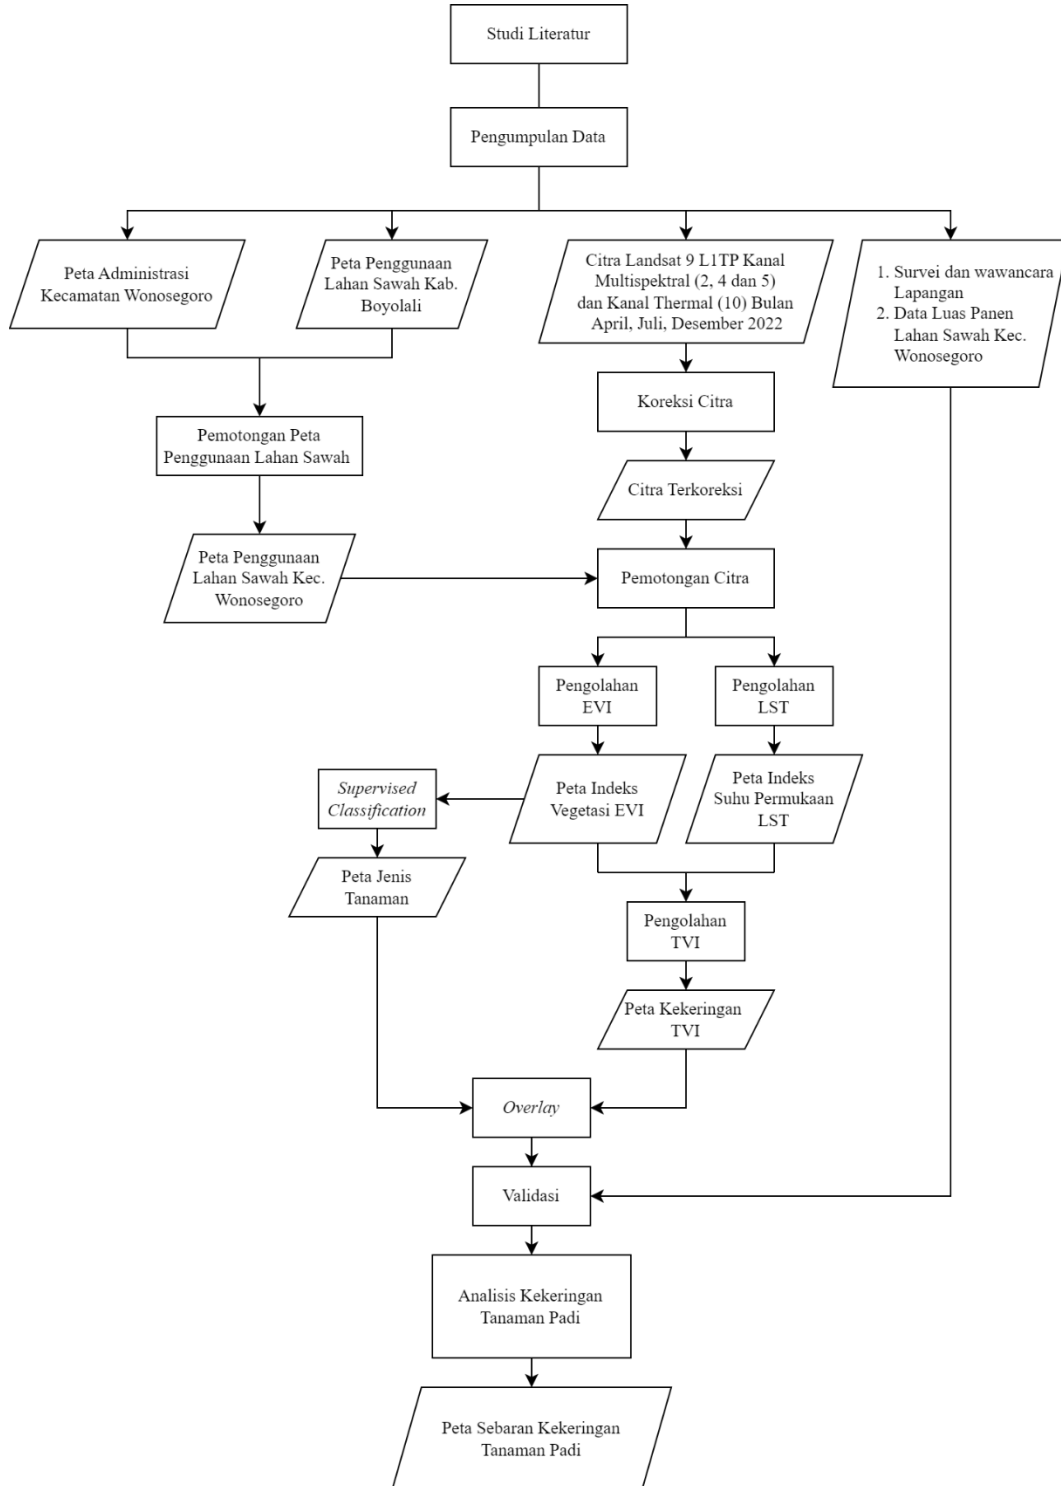 Studi Literatur
Pengumpulan Data
Peta Administrasi
Kecamatan Wonosegoro
Peta Penggunaan
Lahan Sawah Kab.
Boyolali
Citra Landsat 9 L1TP Kanal
Multispektral (2, 4 dan 5)
dan Kanal Thermal (10) Bulan
April, Juli, Desember 2022
1. Survei dan wawancara
Lapangan
2. Data Luas Panen
Lahan Sawah Kec.
Wonosegoro
Koreksi Citra
Pemotongan Peta
Penggunaan Lahan Sawah
Citra Terkoreksi
Peta Penggunaan
Lahan Sawah Kec.
Wonosegoro
Pemotongan Citra
Pengolahan
EVI
Pengolahan
LST
Supervised
Classification
Peta Indeks
Vegetasi EVI
Peta Indeks
Suhu Permukaan
LST
Peta Jenis
Tanaman
Pengolahan
TVI
Peta Kekeringan
TVI
Overlay
Validasi
Analisis Kekeringan
Tanaman Padi
Peta Sebaran Kekeringan
Tanaman Padi